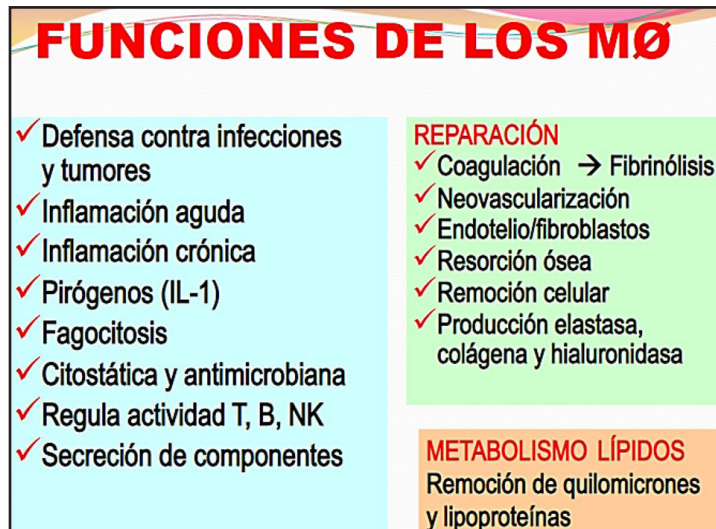 FUNCIONES DE LOS MØ
✓ Defensa contra infecciones
y tumores
✓ Inflamación aguda
✓ Inflamación crónica
✓ Pirógenos (IL-1)
✓ Fagocitosis
✓ Citostática y antimicrobiana
✓ Regula actividad T, B, NK
✓ Secreción de componentes
REPARACIÓN
✓ Coagulación → Fibrinólisis
✓ Neovascularización
✓ Endotelio/fibroblastos
✓ Resorción ósea
✓ Remoción celular
✓ Producción elastasa,
colágena y hialuronidasa
METABOLISMO LÍPIDOS
Remoción de quilomicrones
y lipoproteínas